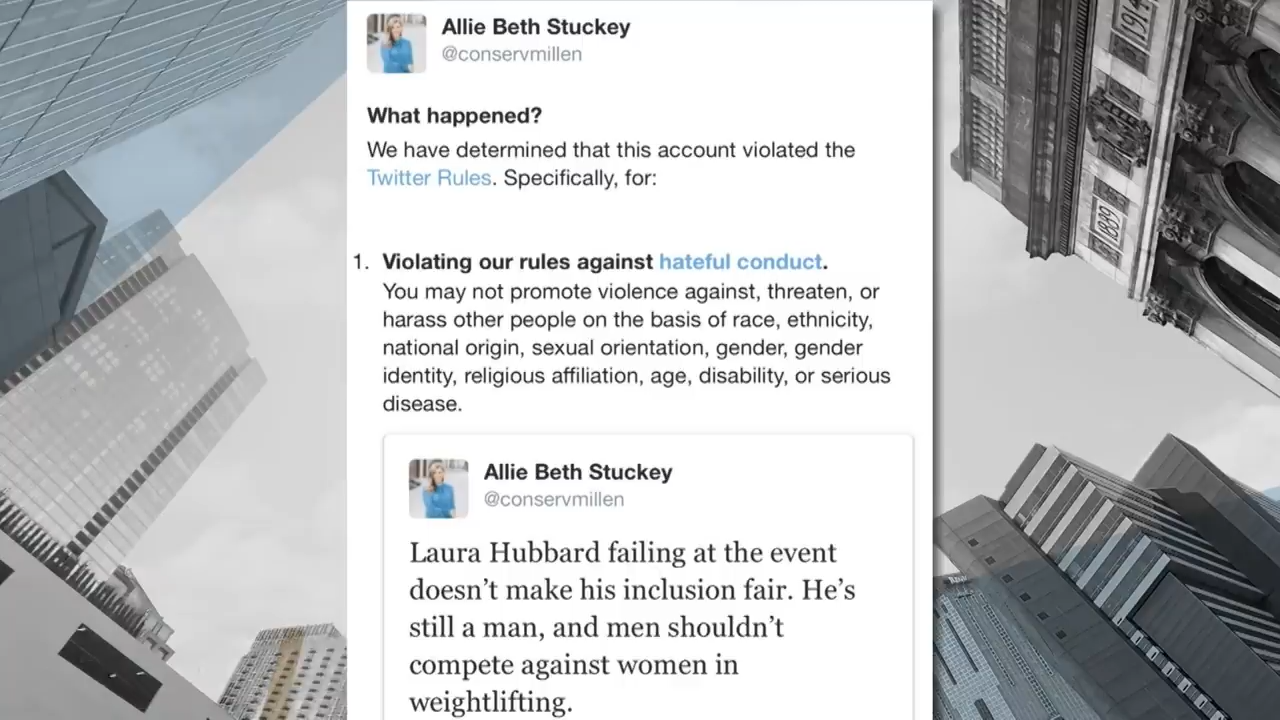 Allie Beth Stuckey
@conservmillen
What happened?
We have determined that this account violated the
Twitter Rules. Specifically, for:
1. Violating our rules against hateful conduct.
You may not promote violence against, threaten, or
harass other people on the basis of race, ethnicity,
national origin, sexual orientation, gender, gender
identity, religious affiliation, age, disability, or serious
disease.
Allie Beth Stuckey
@conservmillen
Laura Hubbard failing at the event
doesn’t make his inclusion fair. He’s
still a man, and men shouldn’t
compete against women in
weightlifting.
1914
1889